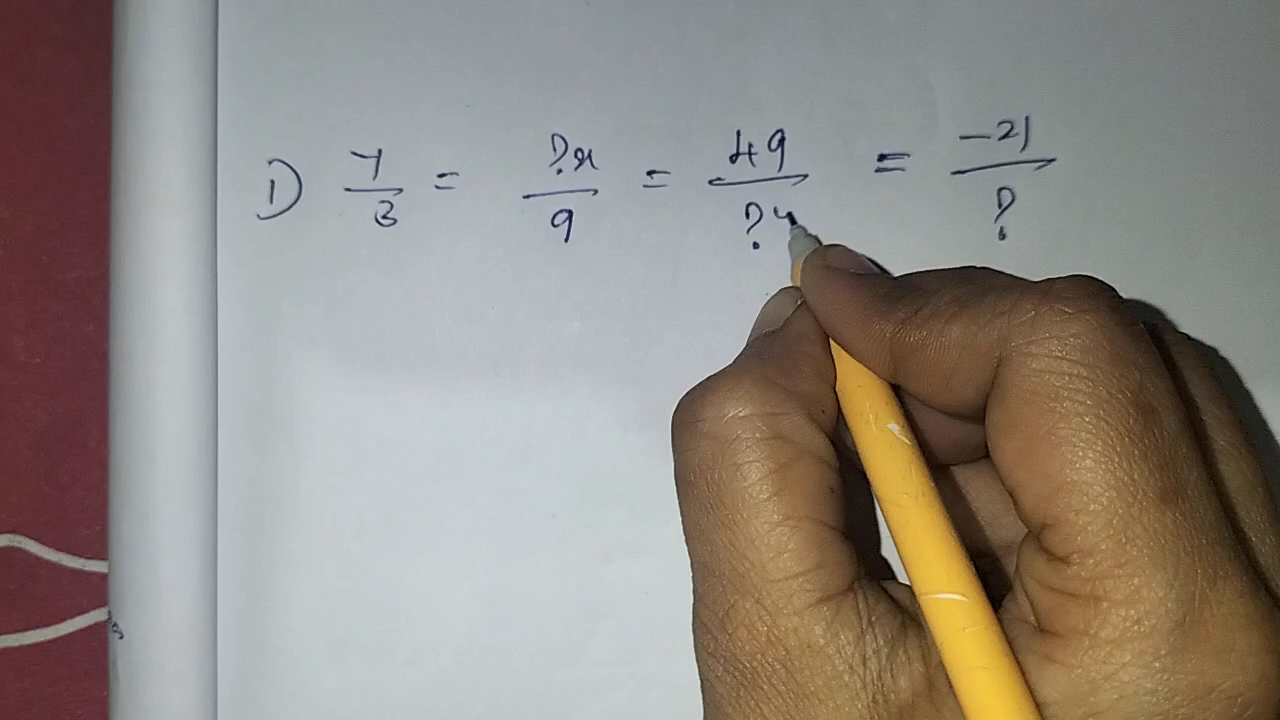 1) 7/3 = ?x/9 = 49/?y = -21/?